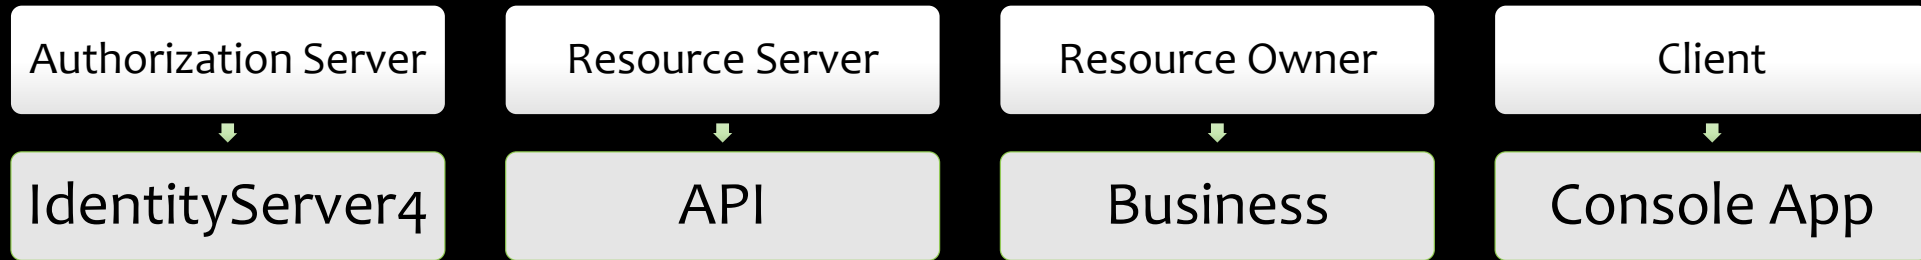 Authorization Server
Resource Server
Resource Owner
Client
IdentityServer4
API
Business
Console App